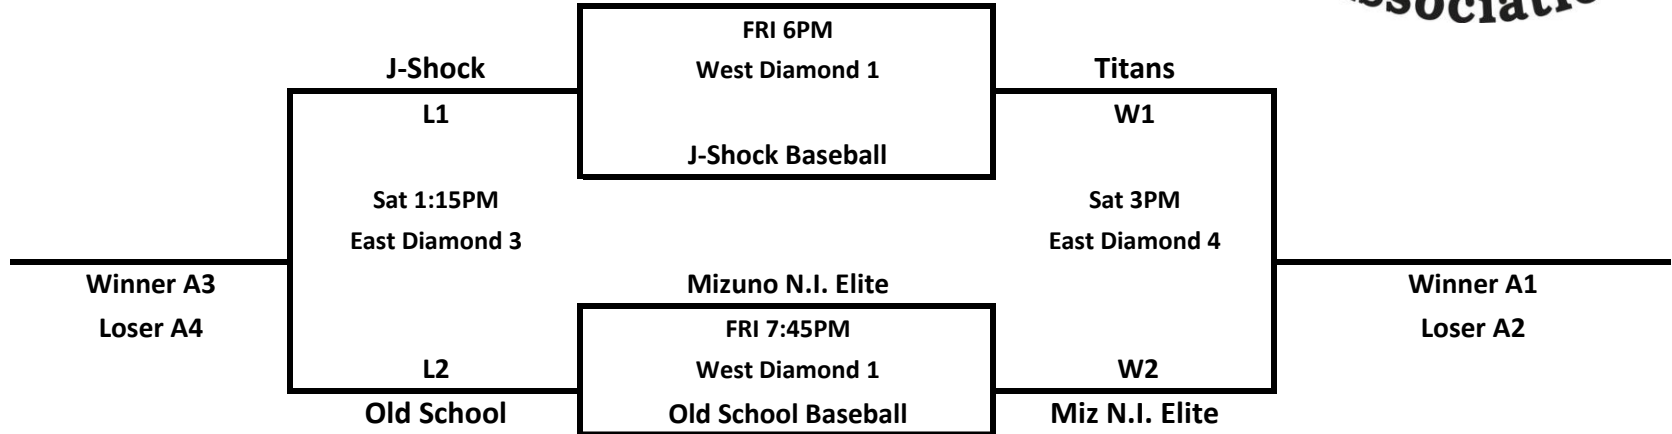 FRI 6PM
J-Shock
West Diamond 1
Titans
L1
W1
J-Shock Baseball
Sat 1:15PM
Sat 3PM
East Diamond 3
East Diamond 4
Winner A3
Mizuno N.I. Elite
Winner A1
Loser A4
FRI 7:45PM
Loser A2
L2
West Diamond 1
W2
Old School
Old School Baseball
Miz N.I. Elite